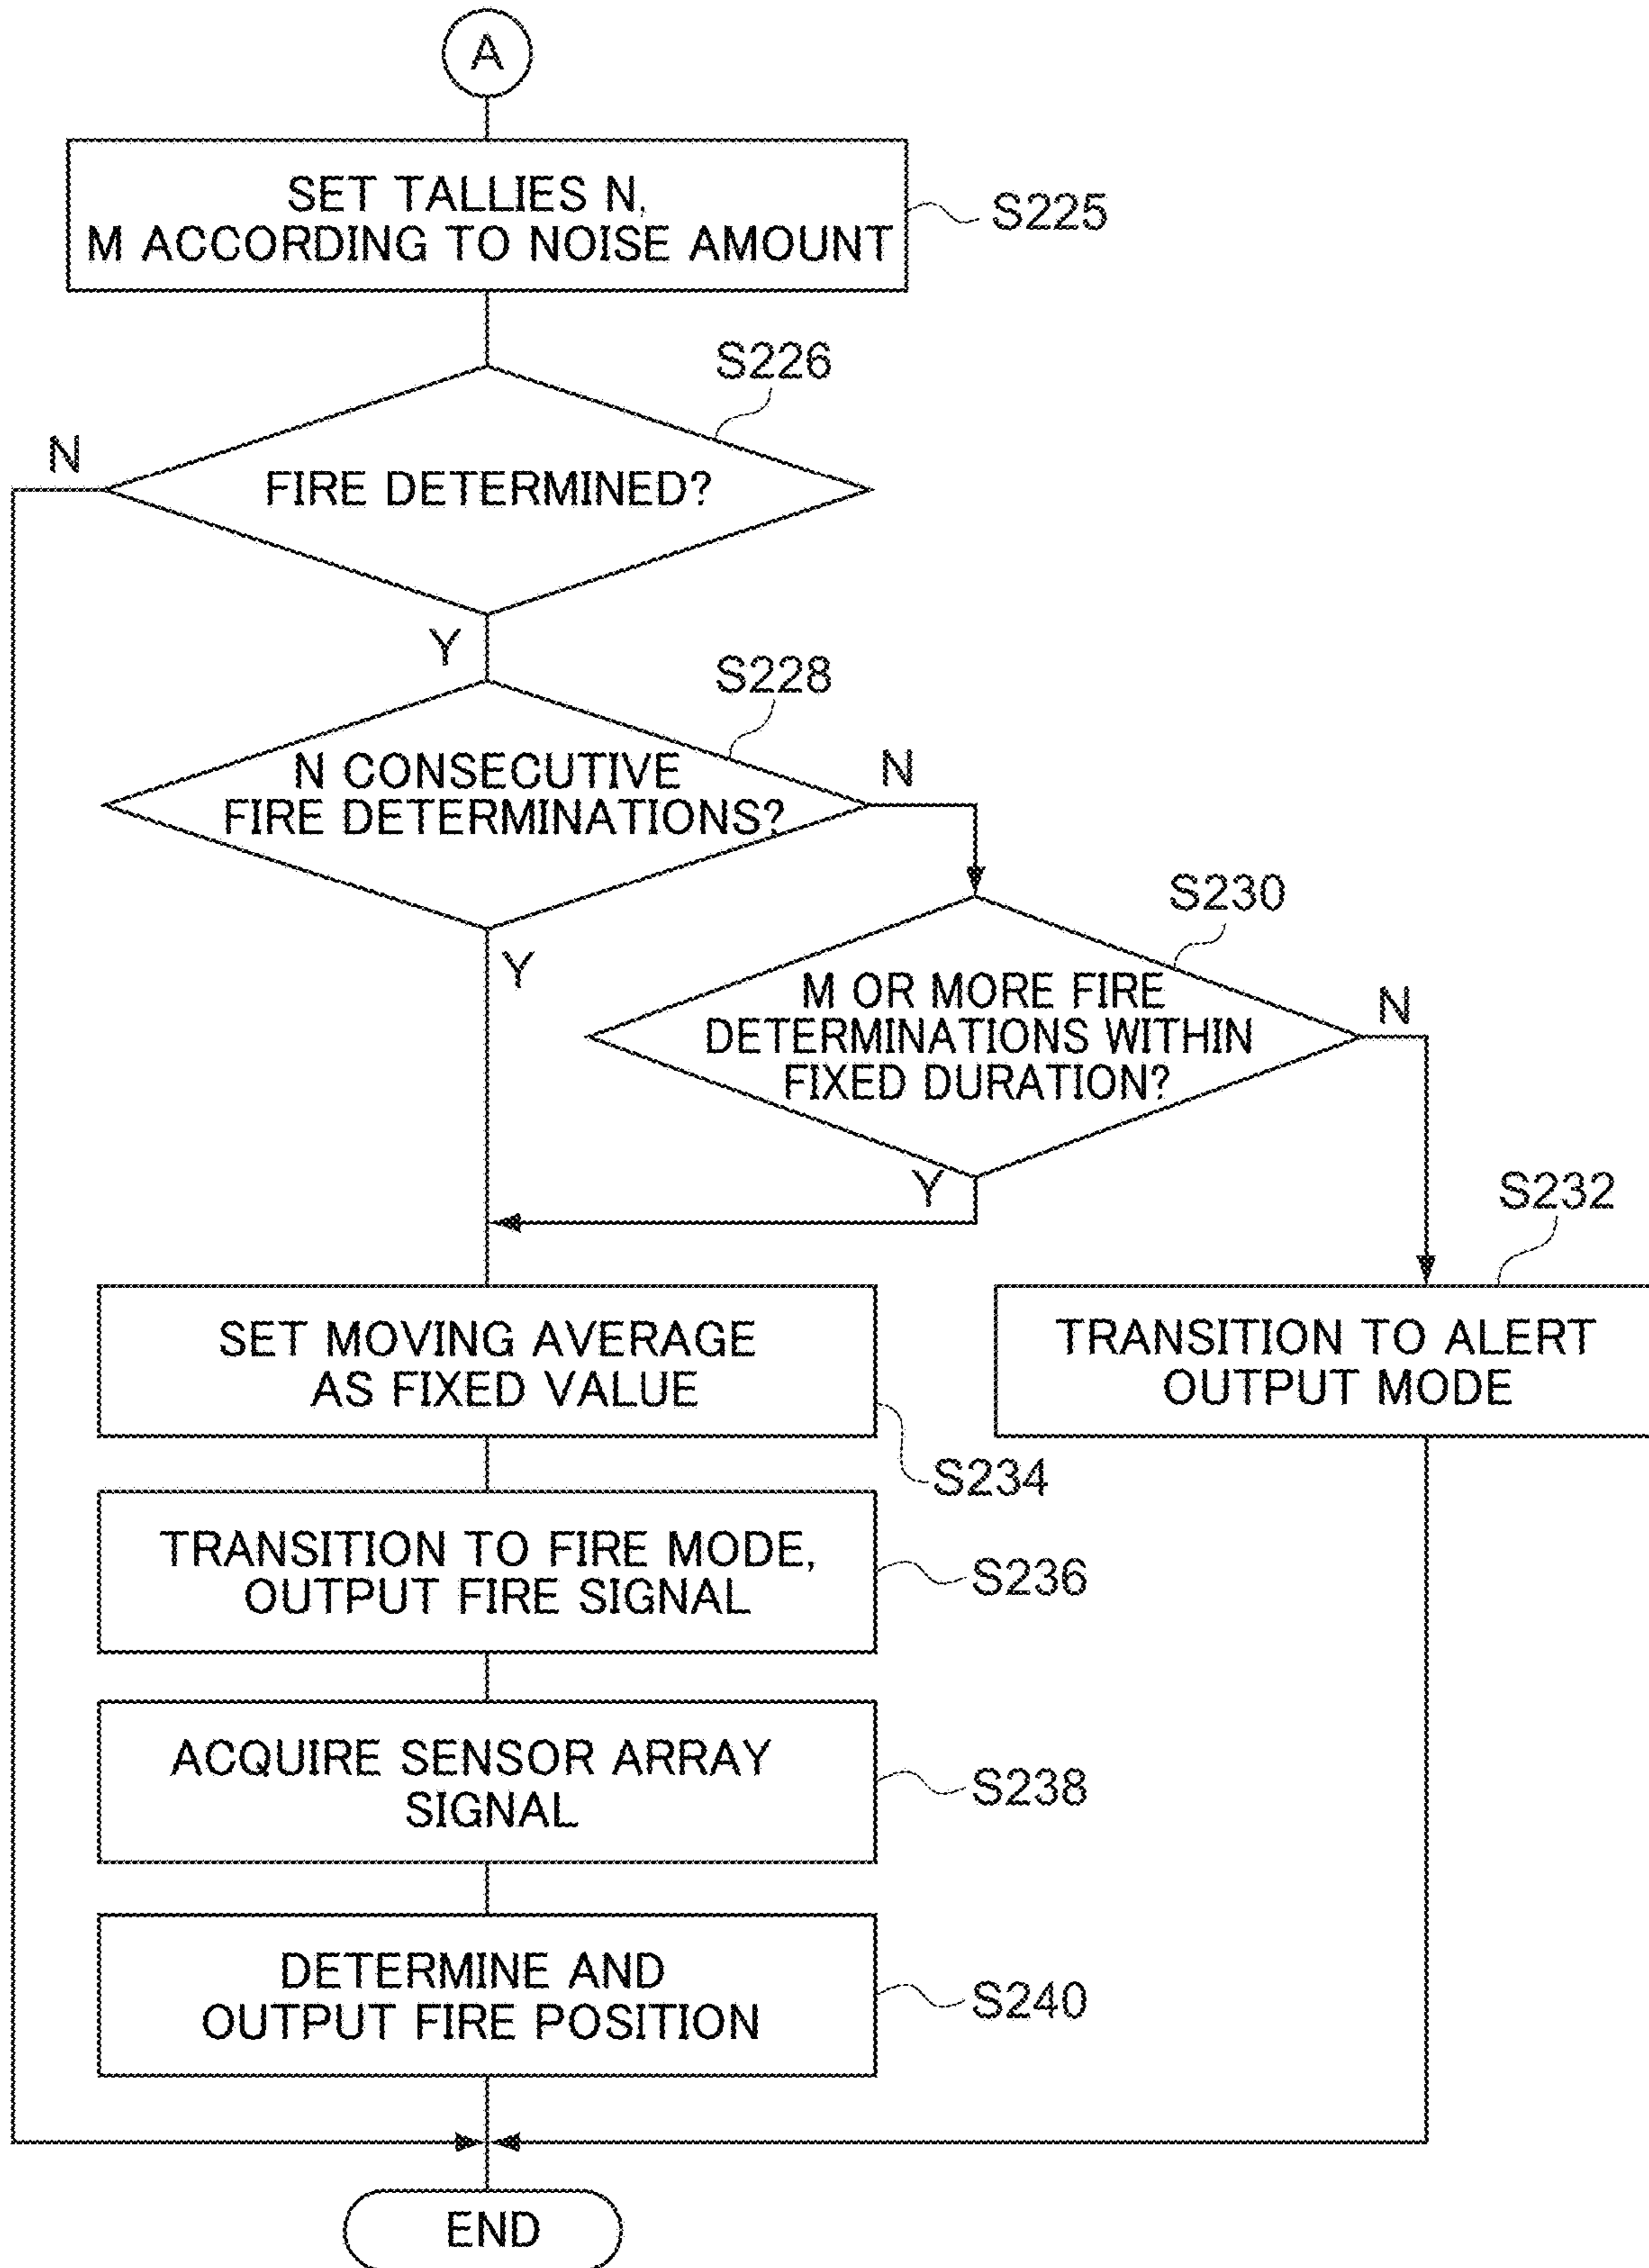 A
SET TALLIES N,
M ACCORDING TO NOISE AMOUNT
S225
S226
N
FIRE DETERMINED?
Y
S228
N CONSECUTIVE
FIRE DETERMINATIONS?
N
Y
S230
M OR MORE FIRE
DETERMINATIONS WITHIN
FIXED DURATION?
N
Y
S232
SET MOVING AVERAGE
AS FIXED VALUE
S234
TRANSITION TO ALERT
OUTPUT MODE
TRANSITION TO FIRE MODE,
OUTPUT FIRE SIGNAL
S236
ACQUIRE SENSOR ARRAY
SIGNAL
S238
DETERMINE AND
OUTPUT FIRE POSITION
S240
END